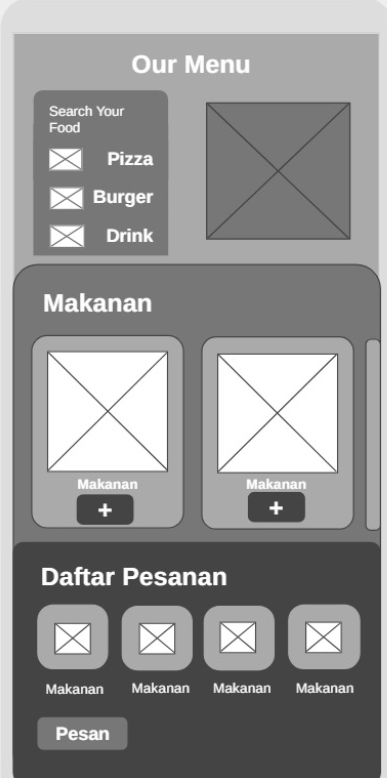 Our Menu
Search Your
Food
Pizza
Burger
Drink
Makanan
Makanan
Makanan
+
+
Daftar Pesanan
Makanan
Makanan
Makanan
Makanan
Pesan